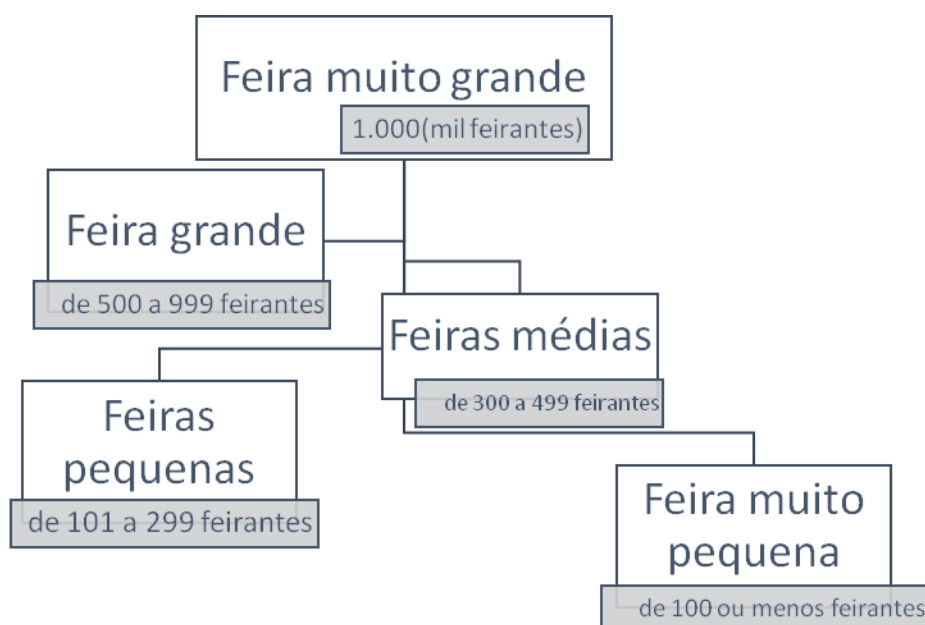 Feira muito grande
1.000(mil feirantes)
Feira grande
de 500 a 999 feirantes
Feiras médias
de 300 a 499 feirantes
Feiras
pequenas
de 101 a 299 feirantes
Feira muito
pequena
de 100 ou menos feirantes